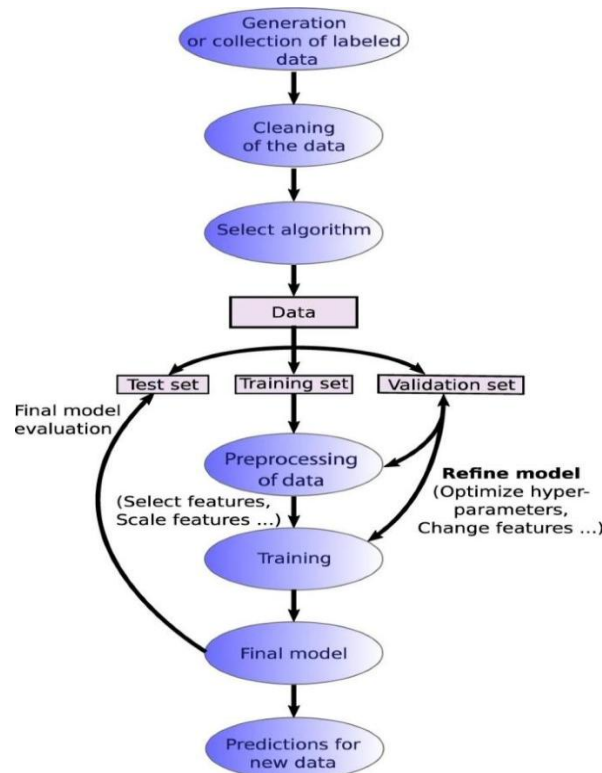 Generation
or collection of labeled
data
Cleaning
of the data
Select algorithm
Data
Test set
Training set
Validation set
Final model
evaluation
Preprocessing
of data
(Select features,
Scale features ...)
Refine model
(Optimize hyper-
parameters,
Change features ...)
Training
Final model
Predictions for
new data